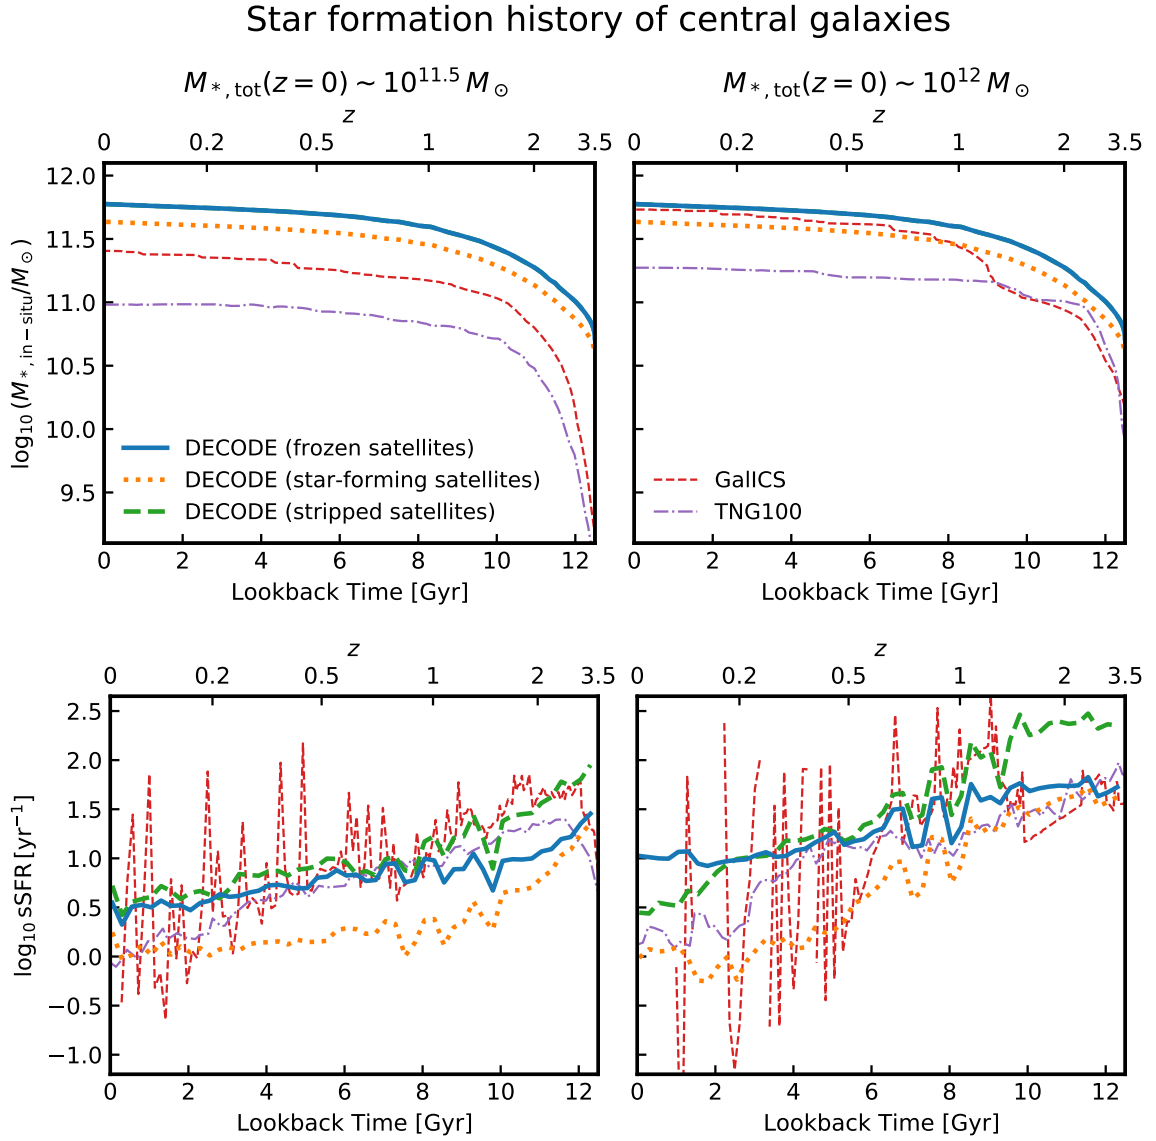 Star formation history of central galaxies
M∗,tot(z = 0) ~ 10^11.5 M⊙
M∗,tot(z = 0) ~ 10^12 M⊙
z
z
0 0.2 0.5 1 2 3.5
0 0.2 0.5 1 2 3.5
12.0
11.5
11.0
10.5
10.0
9.5
log10 (M∗,in−situ/M⊙)
DECODE (frozen satellites)
DECODE (star-forming satellites)
DECODE (stripped satellites)
GalICS
TNG100
0 2 4 6 8 10 12
0 2 4 6 8 10 12
Lookback Time [Gyr]
Lookback Time [Gyr]
z
z
0 0.2 0.5 1 2 3.5
0 0.2 0.5 1 2 3.5
2.5
2.0
1.5
1.0
0.5
0.0
−0.5
−1.0
log10 sSFR [yr−1]
0 2 4 6 8 10 12
0 2 4 6 8 10 12
Lookback Time [Gyr]
Lookback Time [Gyr]